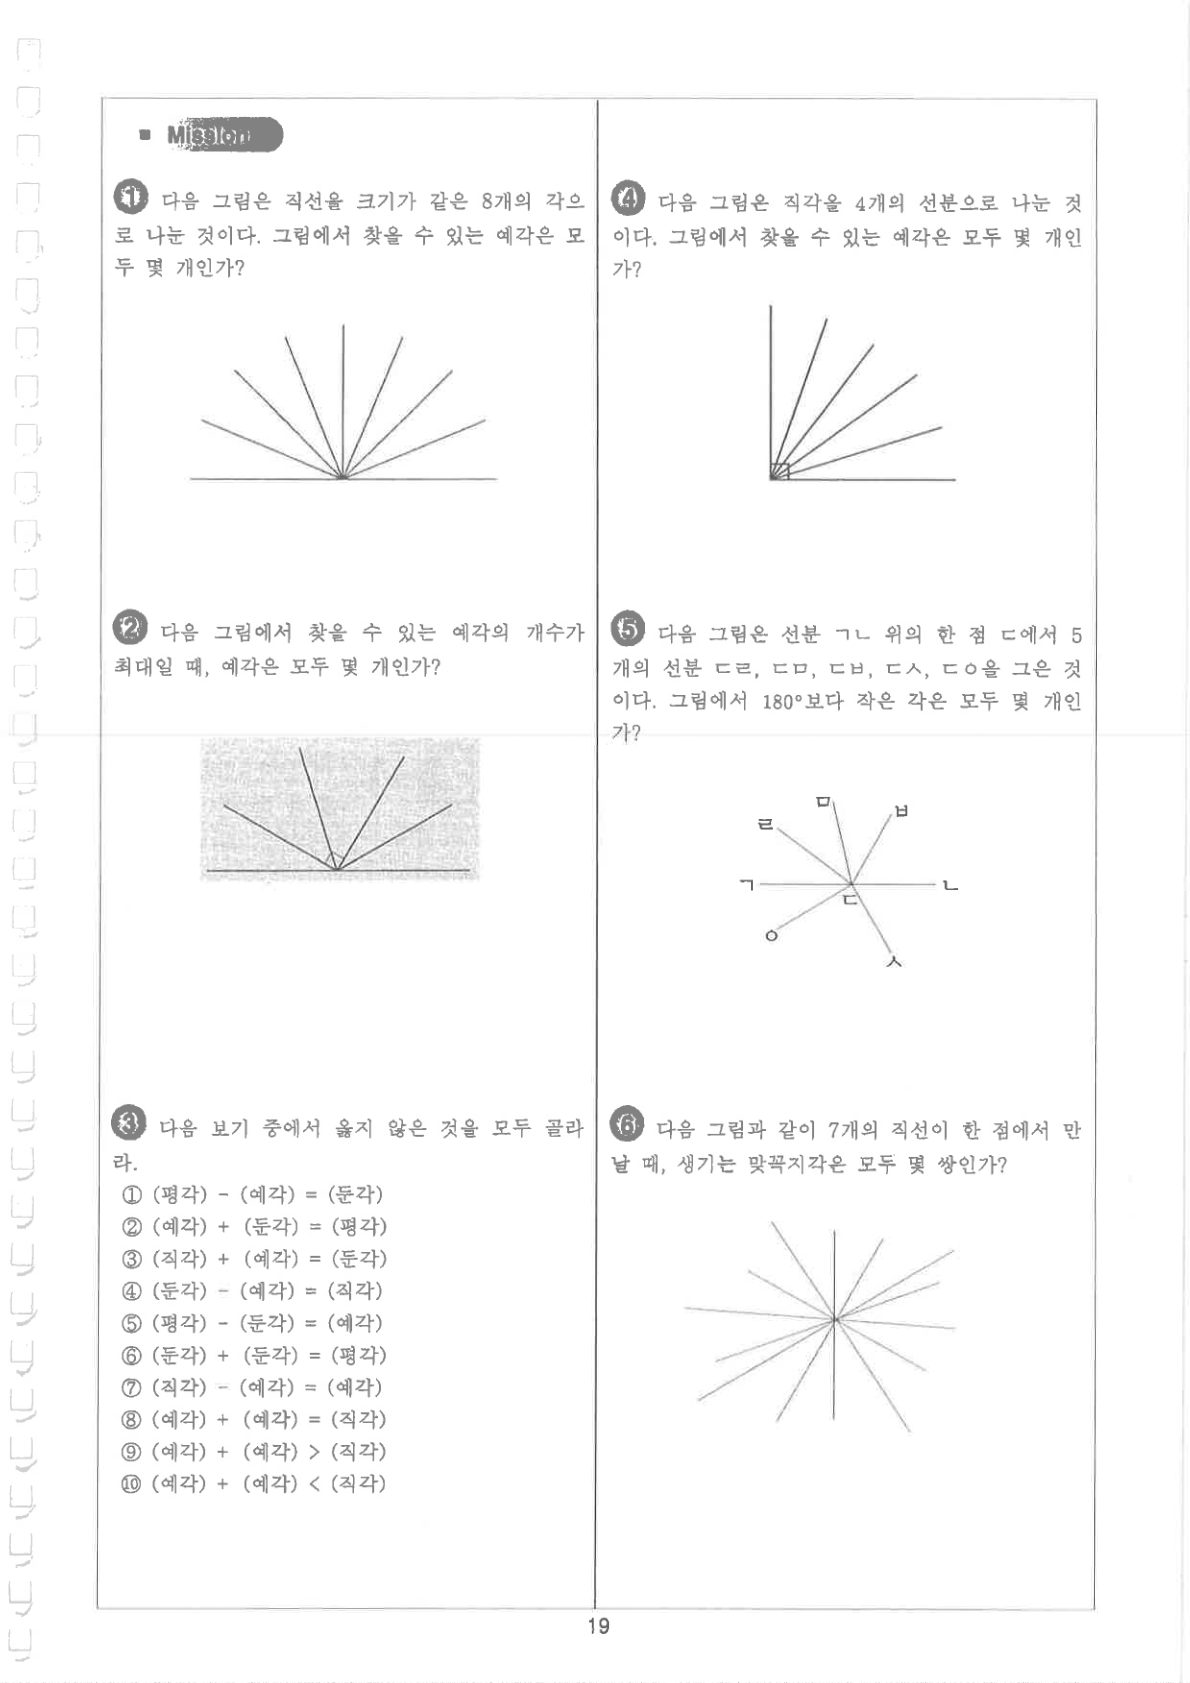 Mission
1 다음 그림은 직선을 크기가 같은 8개의 각으
로 나눈 것이다. 그림에서 찾을 수 있는 예각은 모
두 몇 개인가?
2 다음 그림에서 찾을 수 있는 예각의 개수가
최대일 때, 예각은 모두 몇 개인가?
3 다음 보기 중에서 옳지 않은 것을 모두 골라
라.
① (평각) - (예각) = (둔각)
② (예각) + (둔각) = (평각)
③ (직각) + (예각) = (둔각)
④ (둔각) - (예각) = (직각)
⑤ (평각) - (둔각) = (예각)
⑥ (둔각) + (둔각) = (평각)
⑦ (직각) - (예각) = (예각)
⑧ (예각) + (예각) = (직각)
⑨ (예각) + (예각) > (직각)
⑩ (예각) + (예각) < (직각)
4 다음 그림은 직각을 4개의 선분으로 나눈 것
이다. 그림에서 찾을 수 있는 예각은 모두 몇 개인
가?
5 다음 그림은 선분 ㄱㄴ 위의 한 점 ㄷ에서 5
개의 선분 ㄷㄹ, ㄷㅁ, ㄷㅂ, ㄷㅅ, ㄷㅇ을 그은 것
이다. 그림에서 180°보다 작은 각은 모두 몇 개인
가?
ㅁ
ㅂ
ㄹ
ㄱ
ㄴ
ㄷ
ㅇ
ㅅ
6 다음 그림과 같이 7개의 직선이 한 점에서 만
날 때, 생기는 맞꼭지각은 모두 몇 쌍인가?
19